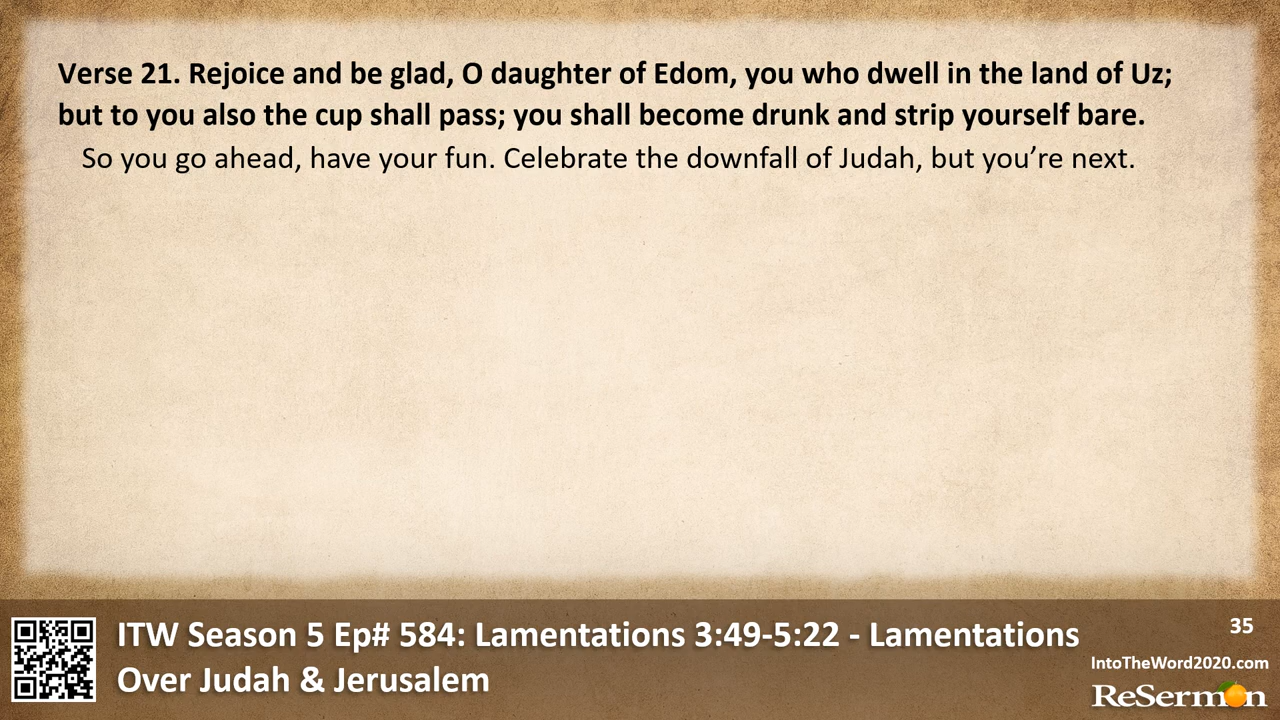 Verse 21. Rejoice and be glad, O daughter of Edom, you who dwell in the land of Uz;
but to you also the cup shall pass; you shall become drunk and strip yourself bare.
So you go ahead, have your fun. Celebrate the downfall of Judah, but you’re next.
ITW Season 5 Ep# 584: Lamentations 3:49-5:22 - Lamentations
Over Judah & Jerusalem
35
IntoTheWord2020.com
ReSermon